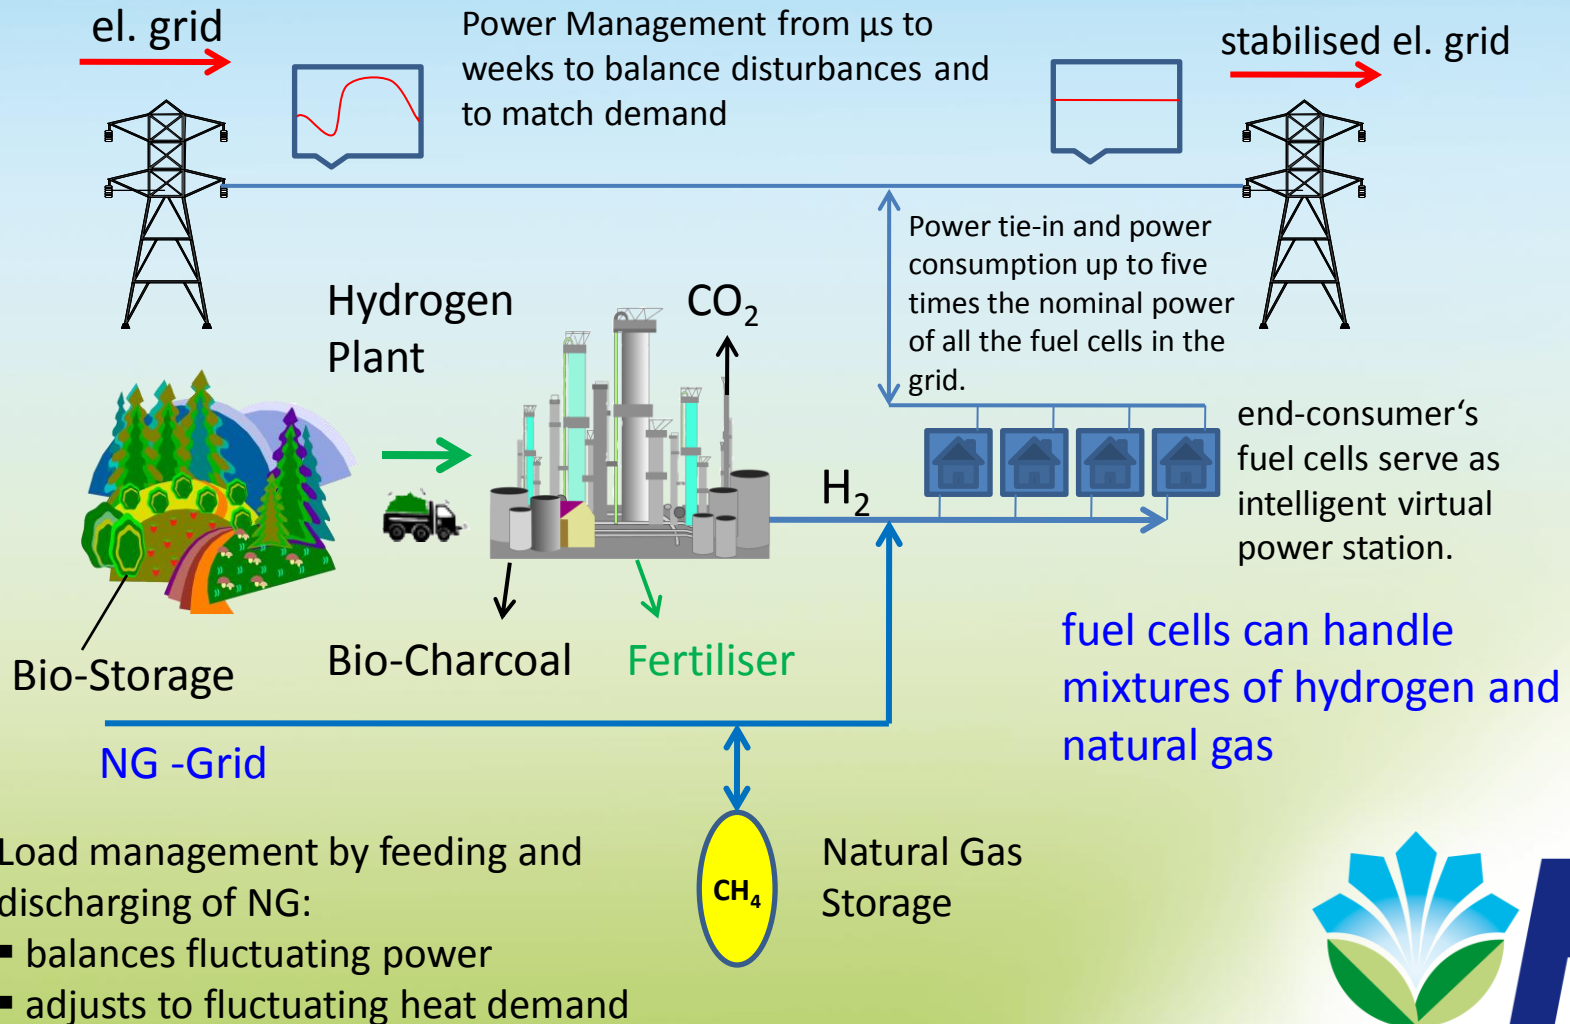 el. grid
Power Management from µs to
weeks to balance disturbances and
to match demand
stabilised el. grid
Power tie-in and power
consumption up to five
times the nominal power
of all the fuel cells in the
grid.
Hydrogen
Plant
CO₂
H₂
end-consumer‘s
fuel cells serve as
intelligent virtual
power station.
Bio-Storage
Bio-Charcoal
Fertiliser
fuel cells can handle
mixtures of hydrogen and
natural gas
NG -Grid
Load management by feeding and
discharging of NG:
▪ balances fluctuating power
▪ adjusts to fluctuating heat demand
CH₄
Natural Gas
Storage